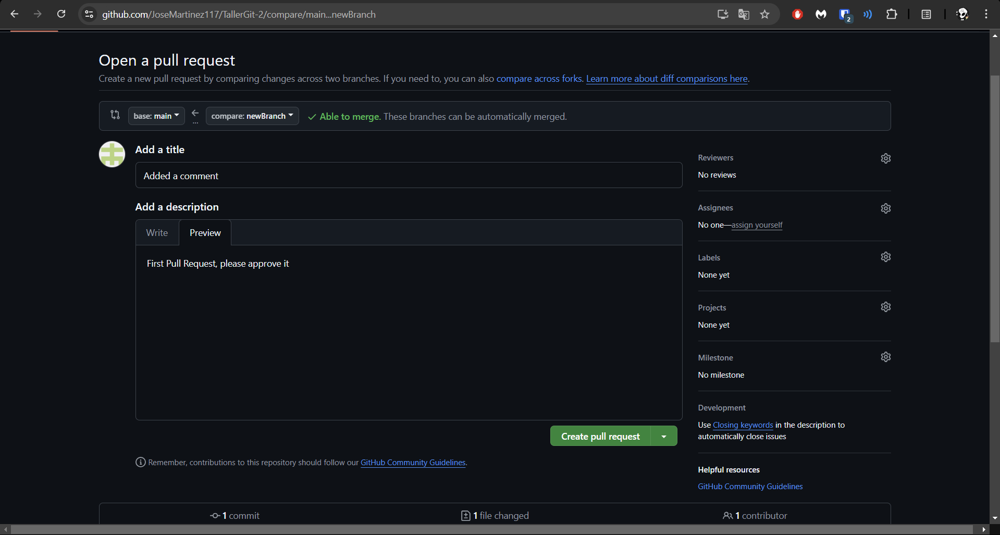 github.com/JoseMartinez117/TallerGit-2/compare/main...newBranch
2
Open a pull request
Create a new pull request by comparing changes across two branches. If you need to, you can also compare across forks. Learn more about diff comparisons here.
base: main
...
compare: newBranch
Able to merge. These branches can be automatically merged.
Add a title
Added a comment
Add a description
Write
Preview
First Pull Request, please approve it
Create pull request
Remember, contributions to this repository should follow our GitHub Community Guidelines.
Reviewers
No reviews
Assignees
No one—assign yourself
Labels
None yet
Projects
None yet
Milestone
No milestone
Development
Use Closing keywords in the description to
automatically close issues
Helpful resources
GitHub Community Guidelines
1 commit
1 file changed
1 contributor